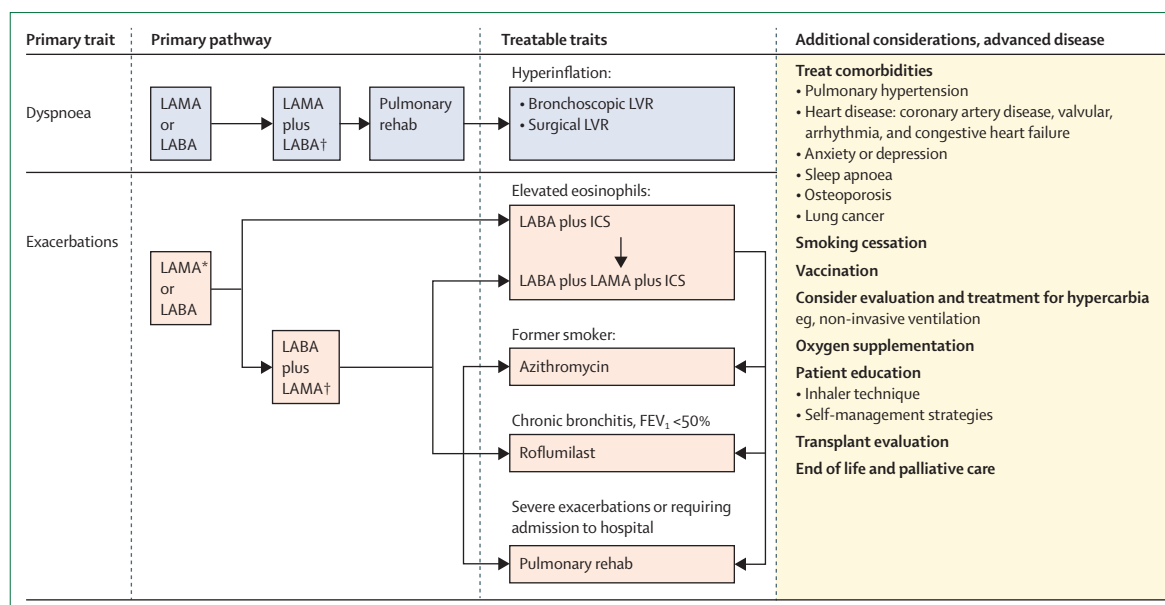 Primary trait
Primary pathway
Treatable traits
Additional considerations, advanced disease
Dyspnoea
LAMA
or
LABA
LAMA
plus
LABA†
Pulmonary
rehab
Hyperinflation:
• Bronchoscopic LVR
• Surgical LVR
Exacerbations
LAMA*
or
LABA
LABA
plus
LAMA†
Elevated eosinophils:
LABA plus ICS
LABA plus LAMA plus ICS
Former smoker:
Azithromycin
Chronic bronchitis, FEV₁ <50%
Roflumilast
Severe exacerbations or requiring
admission to hospital
Pulmonary rehab
Treat comorbidities
• Pulmonary hypertension
• Heart disease: coronary artery disease, valvular,
arrhythmia, and congestive heart failure
• Anxiety or depression
• Sleep apnoea
• Osteoporosis
• Lung cancer
Smoking cessation
Vaccination
Consider evaluation and treatment for hypercarbia
eg, non-invasive ventilation
Oxygen supplementation
Patient education
• Inhaler technique
• Self-management strategies
Transplant evaluation
End of life and palliative care